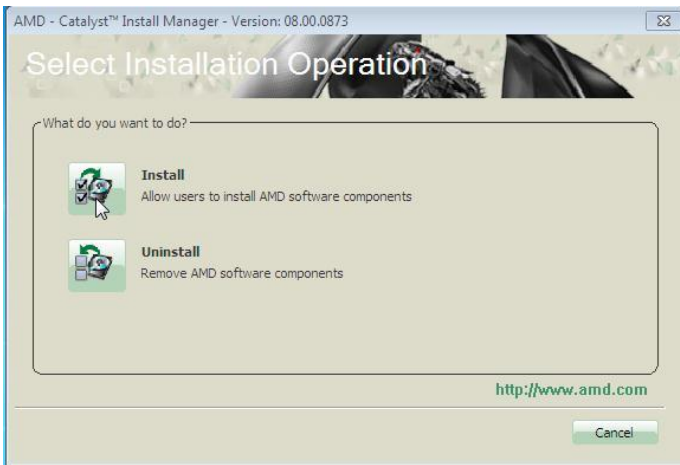 AMD - Catalyst™ Install Manager - Version: 08.00.0873
Select Installation Operation
What do you want to do?
Install
Allow users to install AMD software components
Uninstall
Remove AMD software components
http://www.amd.com
Cancel